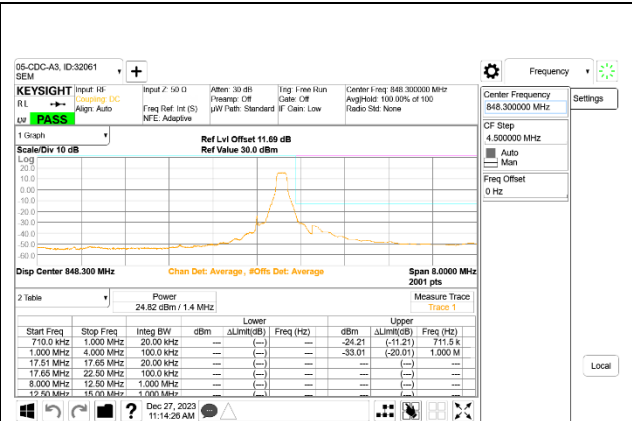 05-CDC-A3, ID:32061
SEM
Frequency
KEYSIGHT
Input: RF
Input Z: 50 Ω
Atten: 30 dB
Trig: Free Run
Center Freq: 848.300000 MHz
RL
Coupling: DC
Preamp: Off
Gate: Off
Avg|Hold: 100.00% of 100
Align: Auto
Freq Ref: Int (S)
µW Path: Standard
IF Gain: Low
Radio Std: None
NFE: Adaptive
PASS
Center Frequency
848.300000 MHz
Settings
CF Step
4.500000 MHz
Auto
Man
Freq Offset
0 Hz
1 Graph
Ref Lvl Offset 11.69 dB
Scale/Div 10 dB
Ref Value 30.0 dBm
Log
20.0
10.0
0.00
-10.0
-20.0
-30.0
-40.0
-50.0
-60.0
Disp Center 848.300 MHz
Chan Det: Average, #Offs Det: Average
Span 8.0000 MHz
2001 pts
2 Table
Power
24.82 dBm / 1.4 MHz
Measure Trace
Trace 1
Lower Upper
Start Freq Stop Freq Integ BW dBm ΔLimit(dB) Freq (Hz) dBm ΔLimit(dB) Freq (Hz)
710.0 kHz 1.000 MHz 20.00 kHz --- (---) --- -24.21 (-11.21) 711.5 k
1.000 MHz 4.000 MHz 100.0 kHz --- (---) --- -33.01 (-20.01) 1.000 M
17.51 MHz 17.65 MHz 20.00 kHz --- (---) --- --- (---) ---
17.65 MHz 22.50 MHz 100.0 kHz --- (---) --- --- (---) ---
8.000 MHz 12.50 MHz 1.000 MHz --- (---) --- --- (---) ---
12.50 MHz 15.00 MHz 1.000 MHz --- (---) --- --- (---) ---
Local
?
Dec 27, 2023
11:14:26 AM